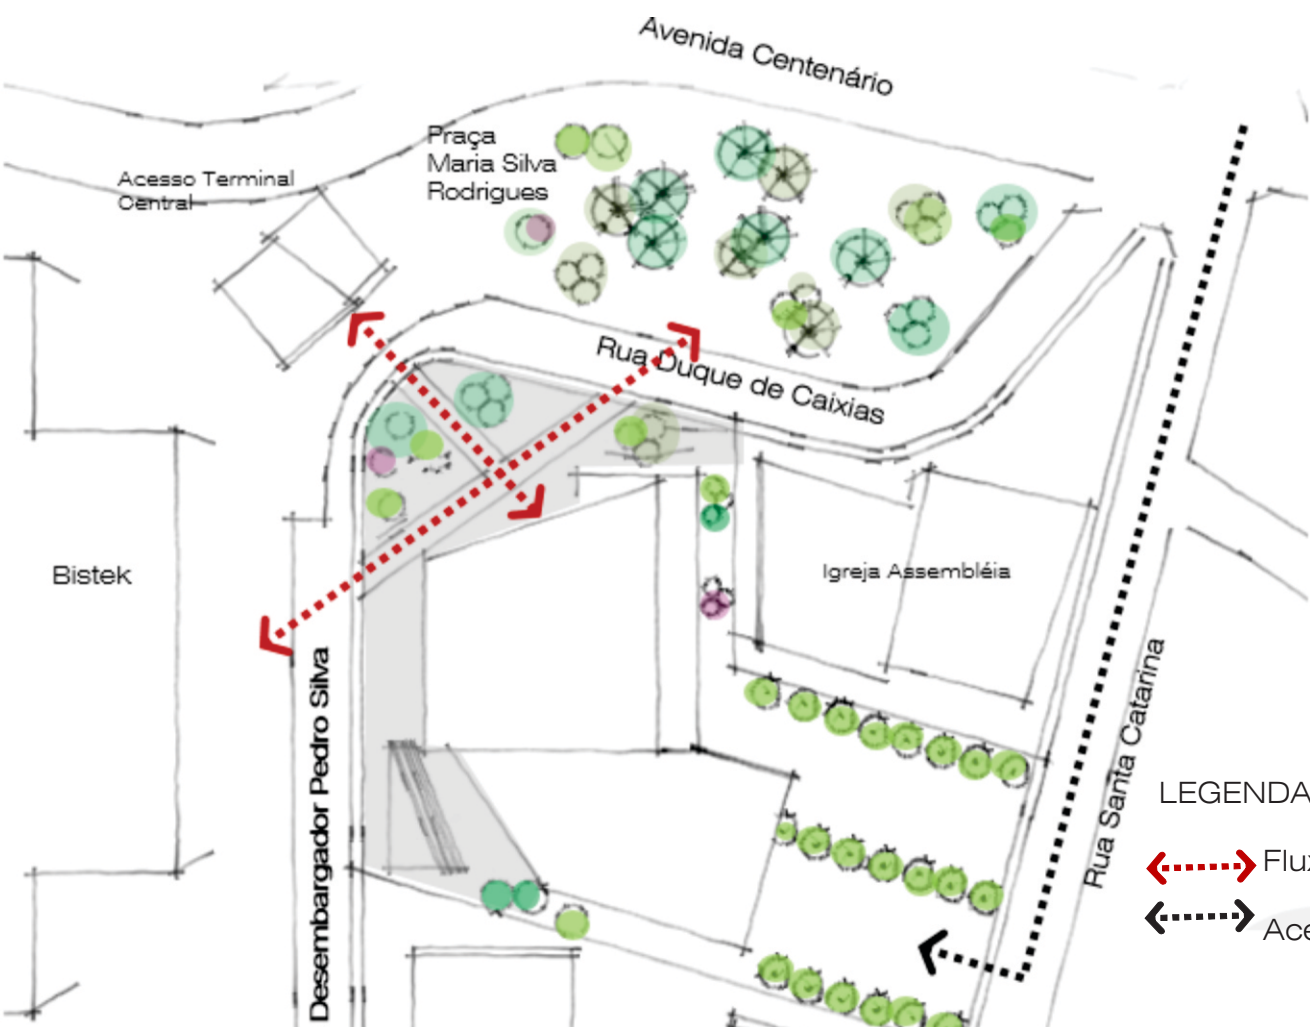 Avenida Centenário
Praça
Maria Silva
Rodrigues
Acesso Terminal
Central
Rua Duque de Caixias
Bistek
Igreja Assembléia
Desembargador Pedro Silva
Rua Santa Catarina
LEGENDA